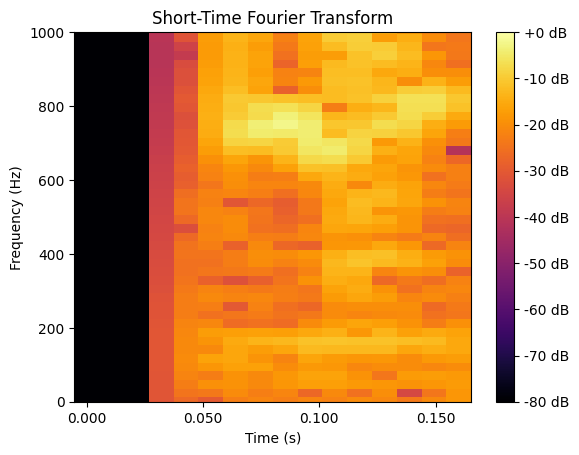 Short-Time Fourier Transform
1000
800
600
400
200
0
Frequency (Hz)
0.000
0.050
0.100
0.150
Time (s)
+0 dB
-10 dB
-20 dB
-30 dB
-40 dB
-50 dB
-60 dB
-70 dB
-80 dB